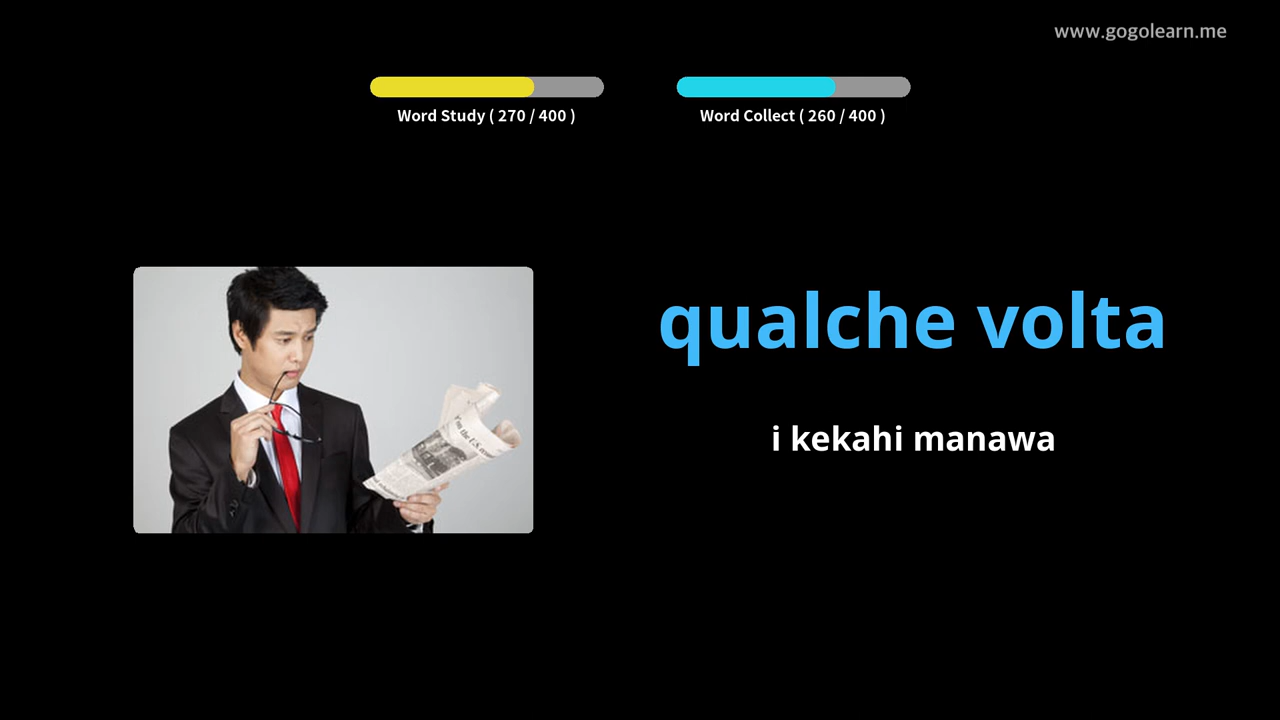 www.gogolearn.me
Word Study ( 270 / 400 )
Word Collect ( 260 / 400 )
qualche volta
i kekahi manawa